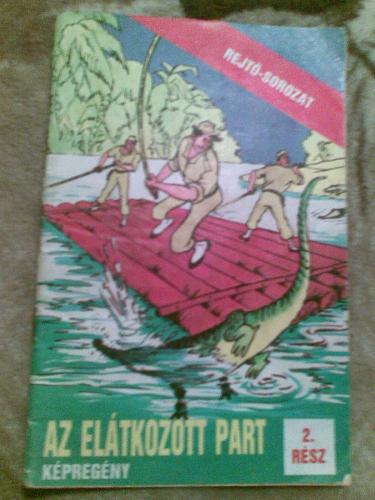 REJTŐ-SOROZAT
AZ ELÁTKOZOTT PART
KÉPREGÉNY
2.
RÉSZ